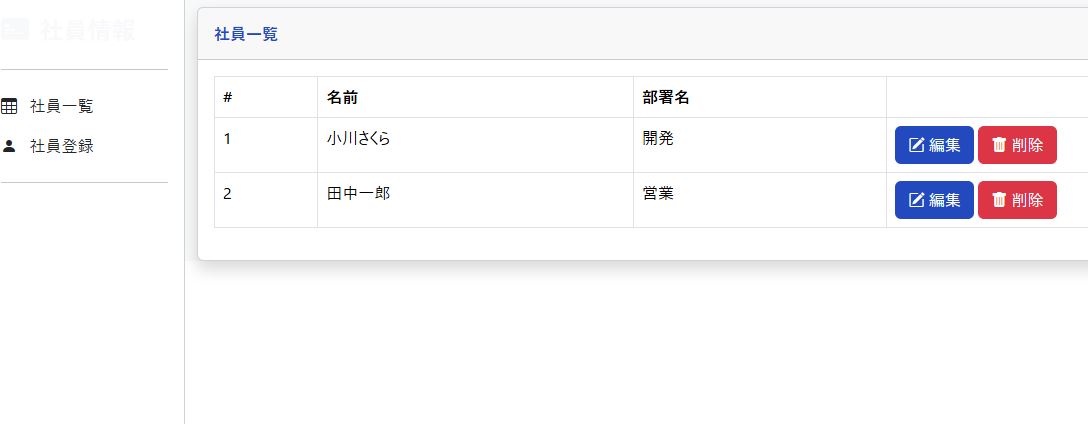 社員情報
社員一覧
社員登録
社員一覧
# 名前 部署名
1 小川さくら 開発 編集 削除
2 田中一郎 営業 編集 削除